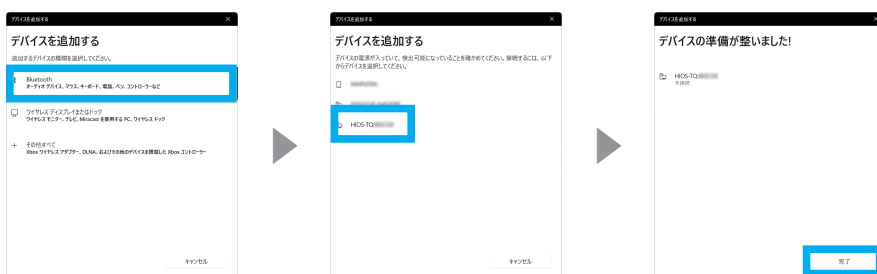 デバイスを追加する
デバイスを追加する
追加するデバイスの種類を選択してください。
Bluetooth
オーディオ デバイス、マウス、キーボード、電話、ペン、コントローラーなど
ワイヤレス ディスプレイまたはドック
ワイヤレス モニター、テレビ、Miracast を使用する PC、ワイヤレス ドック
その他すべて
Xbox ワイヤレス アダプター、DLNA、およびその他のデバイスを搭載した Xbox コントローラー
キャンセル
デバイスを追加する
デバイスを追加する
デバイスの電源が入っていて、検出可能になっていることを確かめてください。接続するには、以下
からデバイスを選択してください。
HIOS-TQ
キャンセル
デバイスを追加する
デバイスの準備が整いました!
HIOS-TQ
未接続
完了